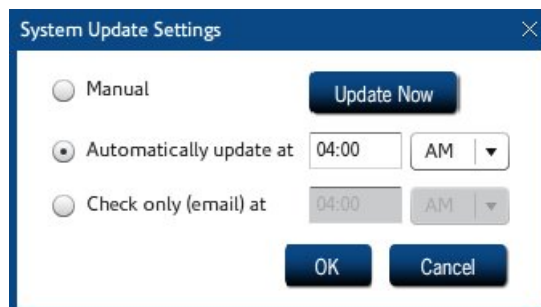 System Update Settings
Manual
Update Now
Automatically update at 04:00 AM
Check only (email) at 04:00 AM
OK
Cancel